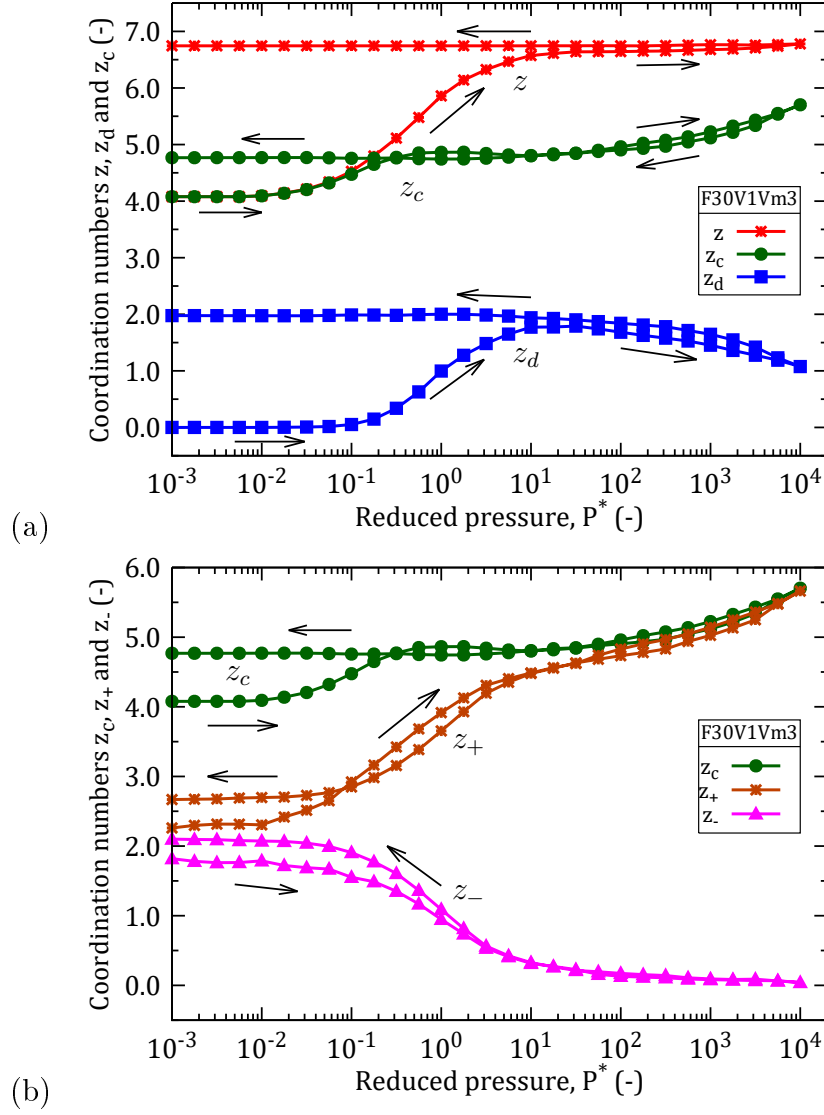 Coordination numbers z, z_d and z_c (-)
7.0
6.0
5.0
4.0
3.0
2.0
1.0
0.0
z
z_c
z_d
F30V1Vm3
z
z_c
z_d
10^-3 10^-2 10^-1 10^0 10^1 10^2 10^3 10^4
Reduced pressure, P^* (-)
(a)
Coordination numbers z_c, z_+ and z_- (-)
6.0
5.0
4.0
3.0
2.0
1.0
0.0
z_c
z_+
z_−
F30V1Vm3
z_c
z_+
z_-
10^-3 10^-2 10^-1 10^0 10^1 10^2 10^3 10^4
Reduced pressure, P^* (-)
(b)